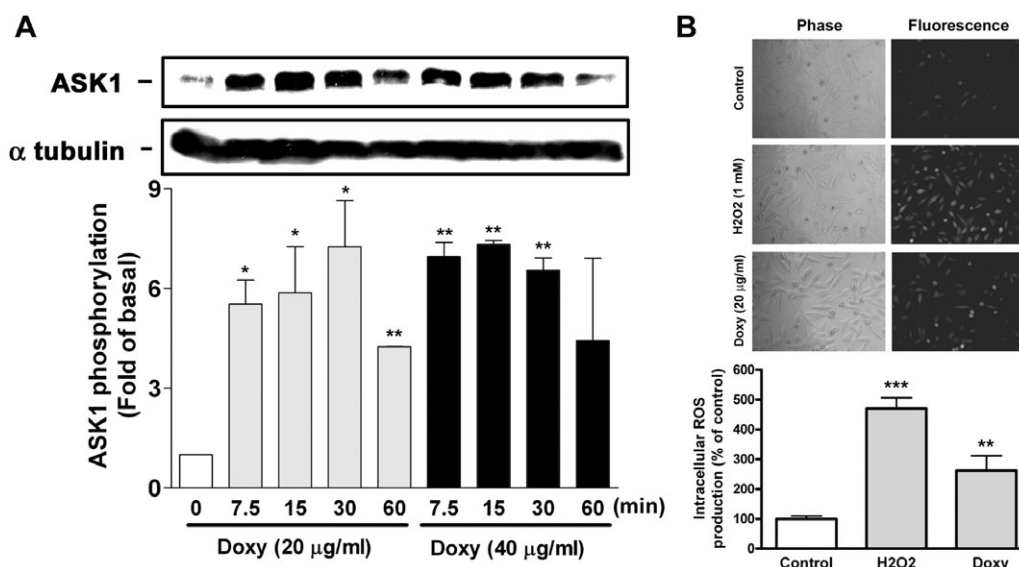 A
ASK1 –
α tubulin –
ASK1 phosphorylation
(Fold of basal)
9
6
3
0
*
*
*
**
**
**
**
0 7.5 15 30 60 7.5 15 30 60 (min)
Doxy (20 μg/ml) Doxy (40 μg/ml)
B
Phase Fluorescence
Control
H2O2 (1 mM)
Doxy (20 μg/ml)
Intracellular ROS
production (% of control)
600
500
400
300
200
100
0
***
**
Control H2O2 Doxy